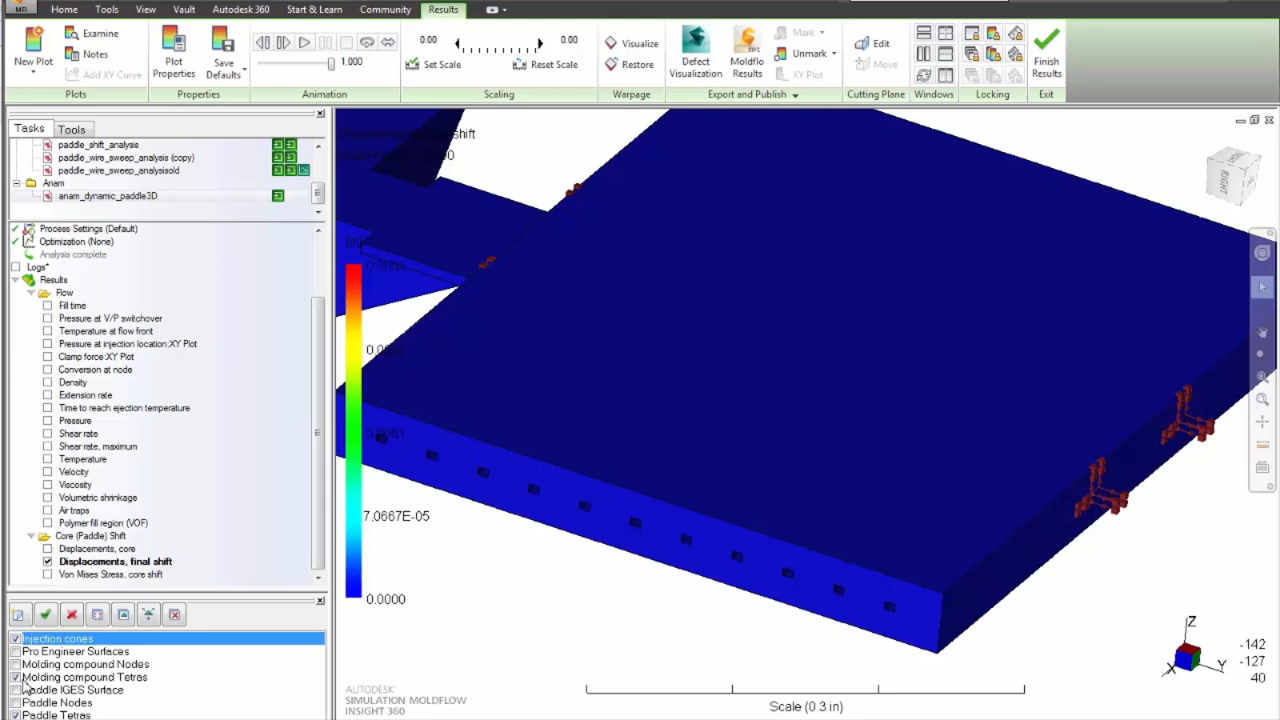 Home Tools View Vault Autodesk 360 Start & Learn Community Results
New Plot
Examine
Notes
Add XY Curve
Plots
Plot Properties
Save Defaults
Properties
1.000
Animation
0.00 0.00
Set Scale Reset Scale
Scaling
Visualize
Restore
Warpage
Defect Visualization
Moldflo Results
Mark
Unmark
XY Plot
Export and Publish
Edit
Move
Cutting Plane
Windows
Locking
Finish Results
Exit
Tasks Tools
paddle_shift_analysis
paddle_wire_sweep_analysis (copy)
paddle_wire_sweep_analysisold
Anam
anam_dynamic_paddle3D
Process Settings (Default)
Optimization (None)
Analysis complete
Logs*
Results
Flow
Fill time
Pressure at V/P switchover
Temperature at flow front
Pressure at injection location:XY Plot
Clamp force:XY Plot
Conversion at node
Density
Extension rate
Time to reach ejection temperature
Pressure
Shear rate
Shear rate, maximum
Temperature
Velocity
Viscosity
Volumetric shrinkage
Air traps
Polymer fill region (VOF)
Core (Paddle) Shift
Displacements, core
Displacements, final shift
Von Mises Stress, core shift
Injection cones
Pro Engineer Surfaces
Molding compound Nodes
Molding compound Tetres
Paddle IGES Surface
Paddle Nodes
Paddle Tetras
shift
[in]
0.0001
7.0667E-05
0.0000
AUTODESK
SIMULATION MOLDFLOW
INSIGHT 360
Scale (0.3 in)
RIGHT
Z
Y
X
-142
-127
40